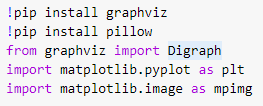 !pip install graphviz
!pip install pillow
from graphviz import Digraph
import matplotlib.pyplot as plt
import matplotlib.image as mpimg